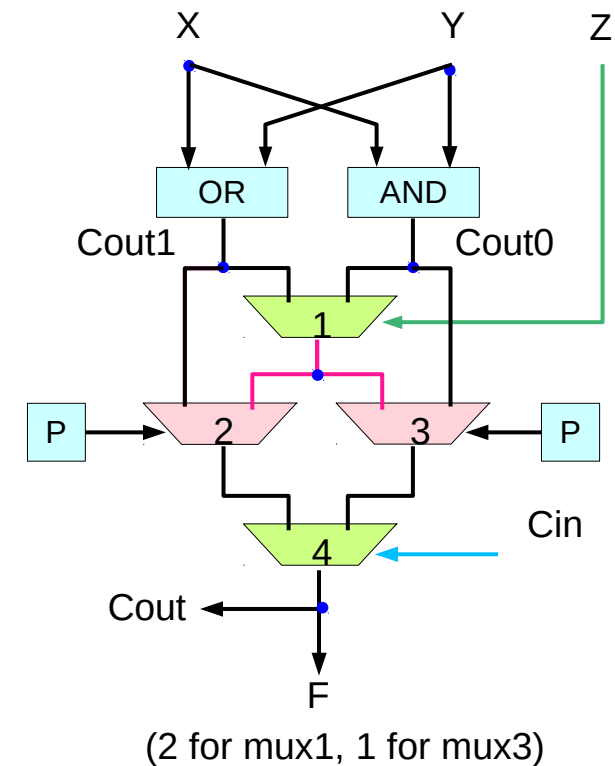 X Y Z
OR AND
Cout1 Cout0
1
P 2 3 P
Cin
4
Cout
F
(2 for mux1, 1 for mux3)